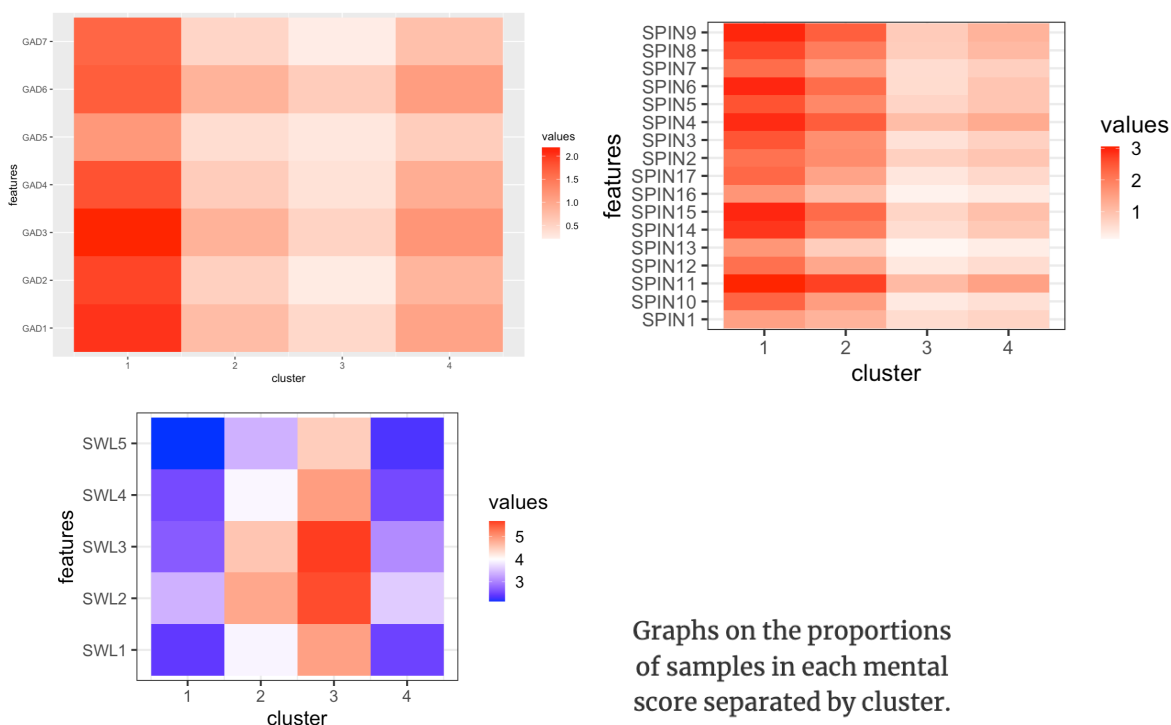 GAD7
GAD6
GAD5
GAD4
GAD3
GAD2
GAD1
features
1 2 3 4
cluster
values
2.0
1.5
1.0
0.5
SPIN9
SPIN8
SPIN7
SPIN6
SPIN5
SPIN4
SPIN3
SPIN2
SPIN17
SPIN16
SPIN15
SPIN14
SPIN13
SPIN12
SPIN11
SPIN10
SPIN1
features
1 2 3 4
cluster
values
3
2
1
SWL5
SWL4
SWL3
SWL2
SWL1
features
1 2 3 4
cluster
values
5
4
3
Graphs on the proportions
of samples in each mental
score separated by cluster.